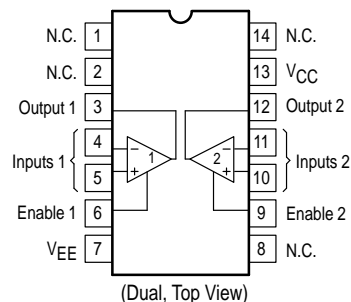 N.C. 1 14 N.C.
N.C. 2 13 VCC
Output 1 3 12 Output 2
4 − − 11
Inputs 1 1 2 Inputs 2
5 + + 10
Enable 1 6 9 Enable 2
VEE 7 8 N.C.
(Dual, Top View)